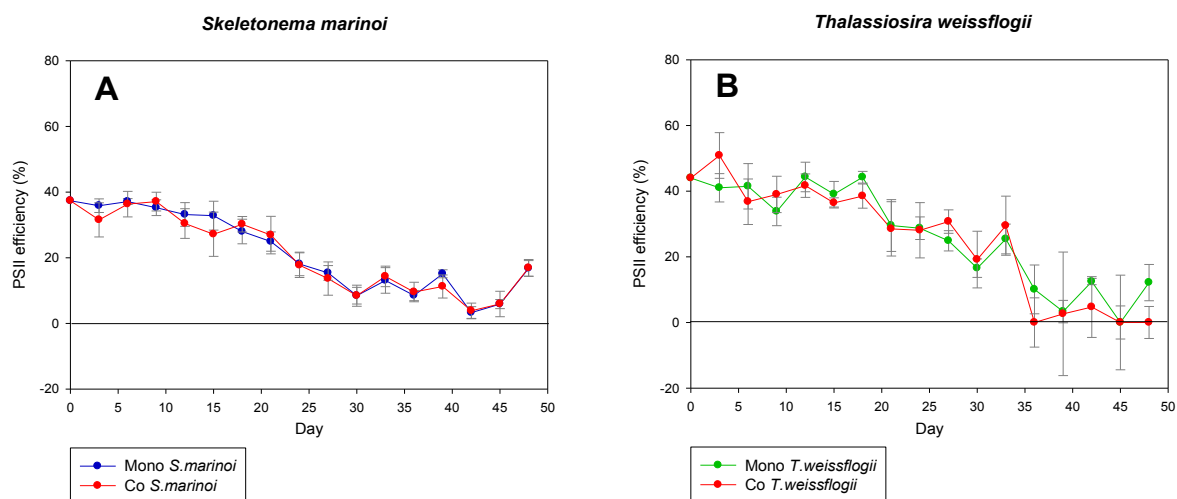 Skeletonema marinoi
A
80
60
40
20
0
-20
PSII efficiency (%)
0 5 10 15 20 25 30 35 40 45 50
Day
Mono S.marinoi
Co S.marinoi
Thalassiosira weissflogii
B
80
60
40
20
0
-20
PSII efficiency (%)
0 5 10 15 20 25 30 35 40 45 50
Day
Mono T.weissflogii
Co T.weissflogii